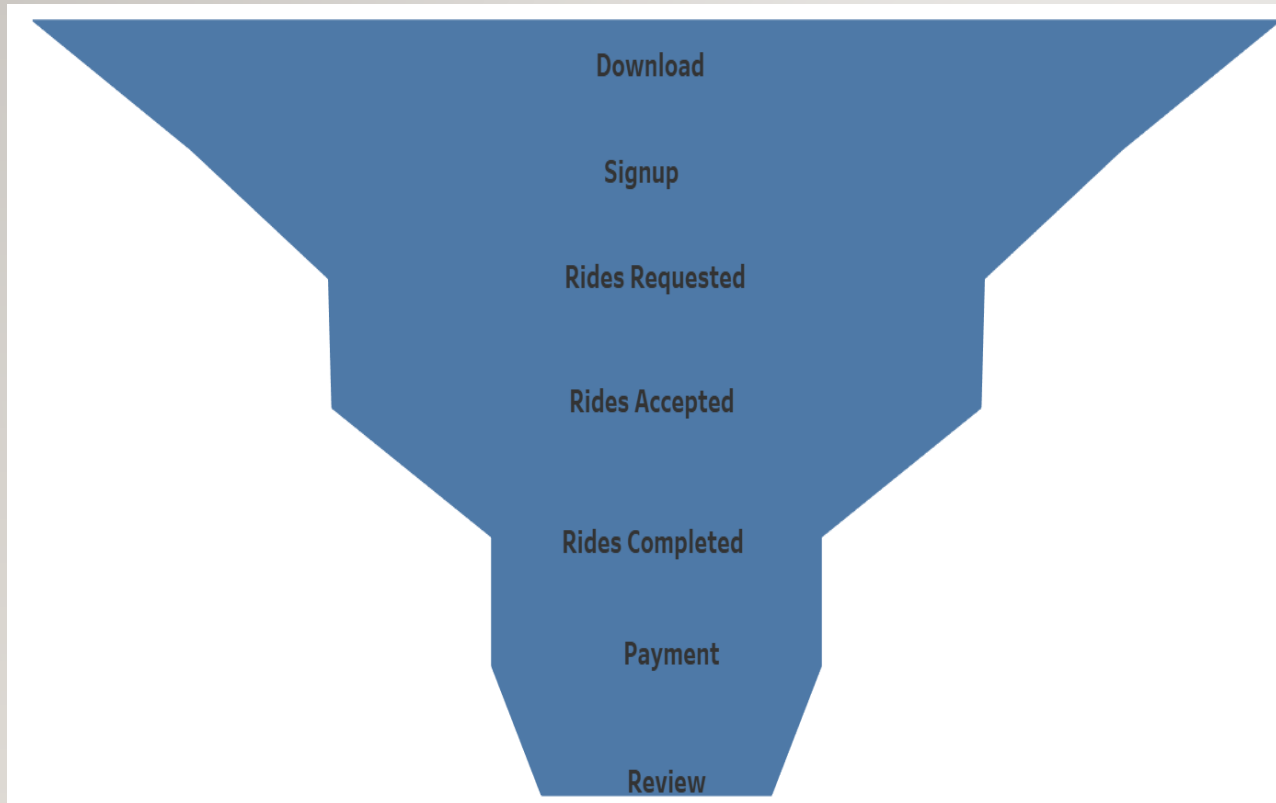 Download
Signup
Rides Requested
Rides Accepted
Rides Completed
Payment
Review